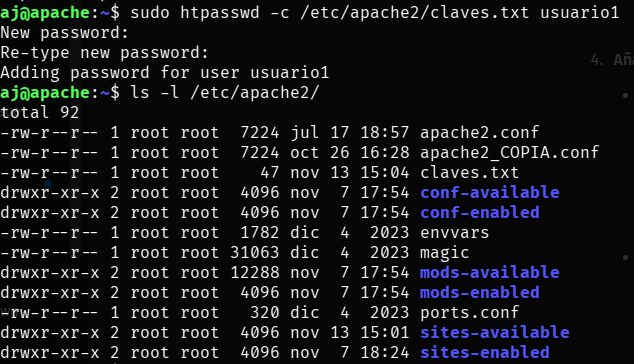 aj@apache:~$ sudo htpasswd -c /etc/apache2/claves.txt usuario1
New password:
Re-type new password:
Adding password for user usuario1
aj@apache:~$ ls -l /etc/apache2/
total 92
-rw-r--r-- 1 root root  7224 jul 17 18:57 apache2.conf
-rw-r--r-- 1 root root  7224 oct 26 16:28 apache2_COPIA.conf
-rw-r--r-- 1 root root    47 nov 13 15:04 claves.txt
drwxr-xr-x 2 root root  4096 nov  7 17:54 conf-available
drwxr-xr-x 2 root root  4096 nov  7 17:54 conf-enabled
-rw-r--r-- 1 root root  1782 dic  4  2023 envvars
-rw-r--r-- 1 root root 31063 dic  4  2023 magic
drwxr-xr-x 2 root root 12288 nov  7 17:54 mods-available
drwxr-xr-x 2 root root  4096 nov  7 17:54 mods-enabled
-rw-r--r-- 1 root root   320 dic  4  2023 ports.conf
drwxr-xr-x 2 root root  4096 nov 13 15:01 sites-available
drwxr-xr-x 2 root root  4096 nov  7 18:24 sites-enabled
4. Aña